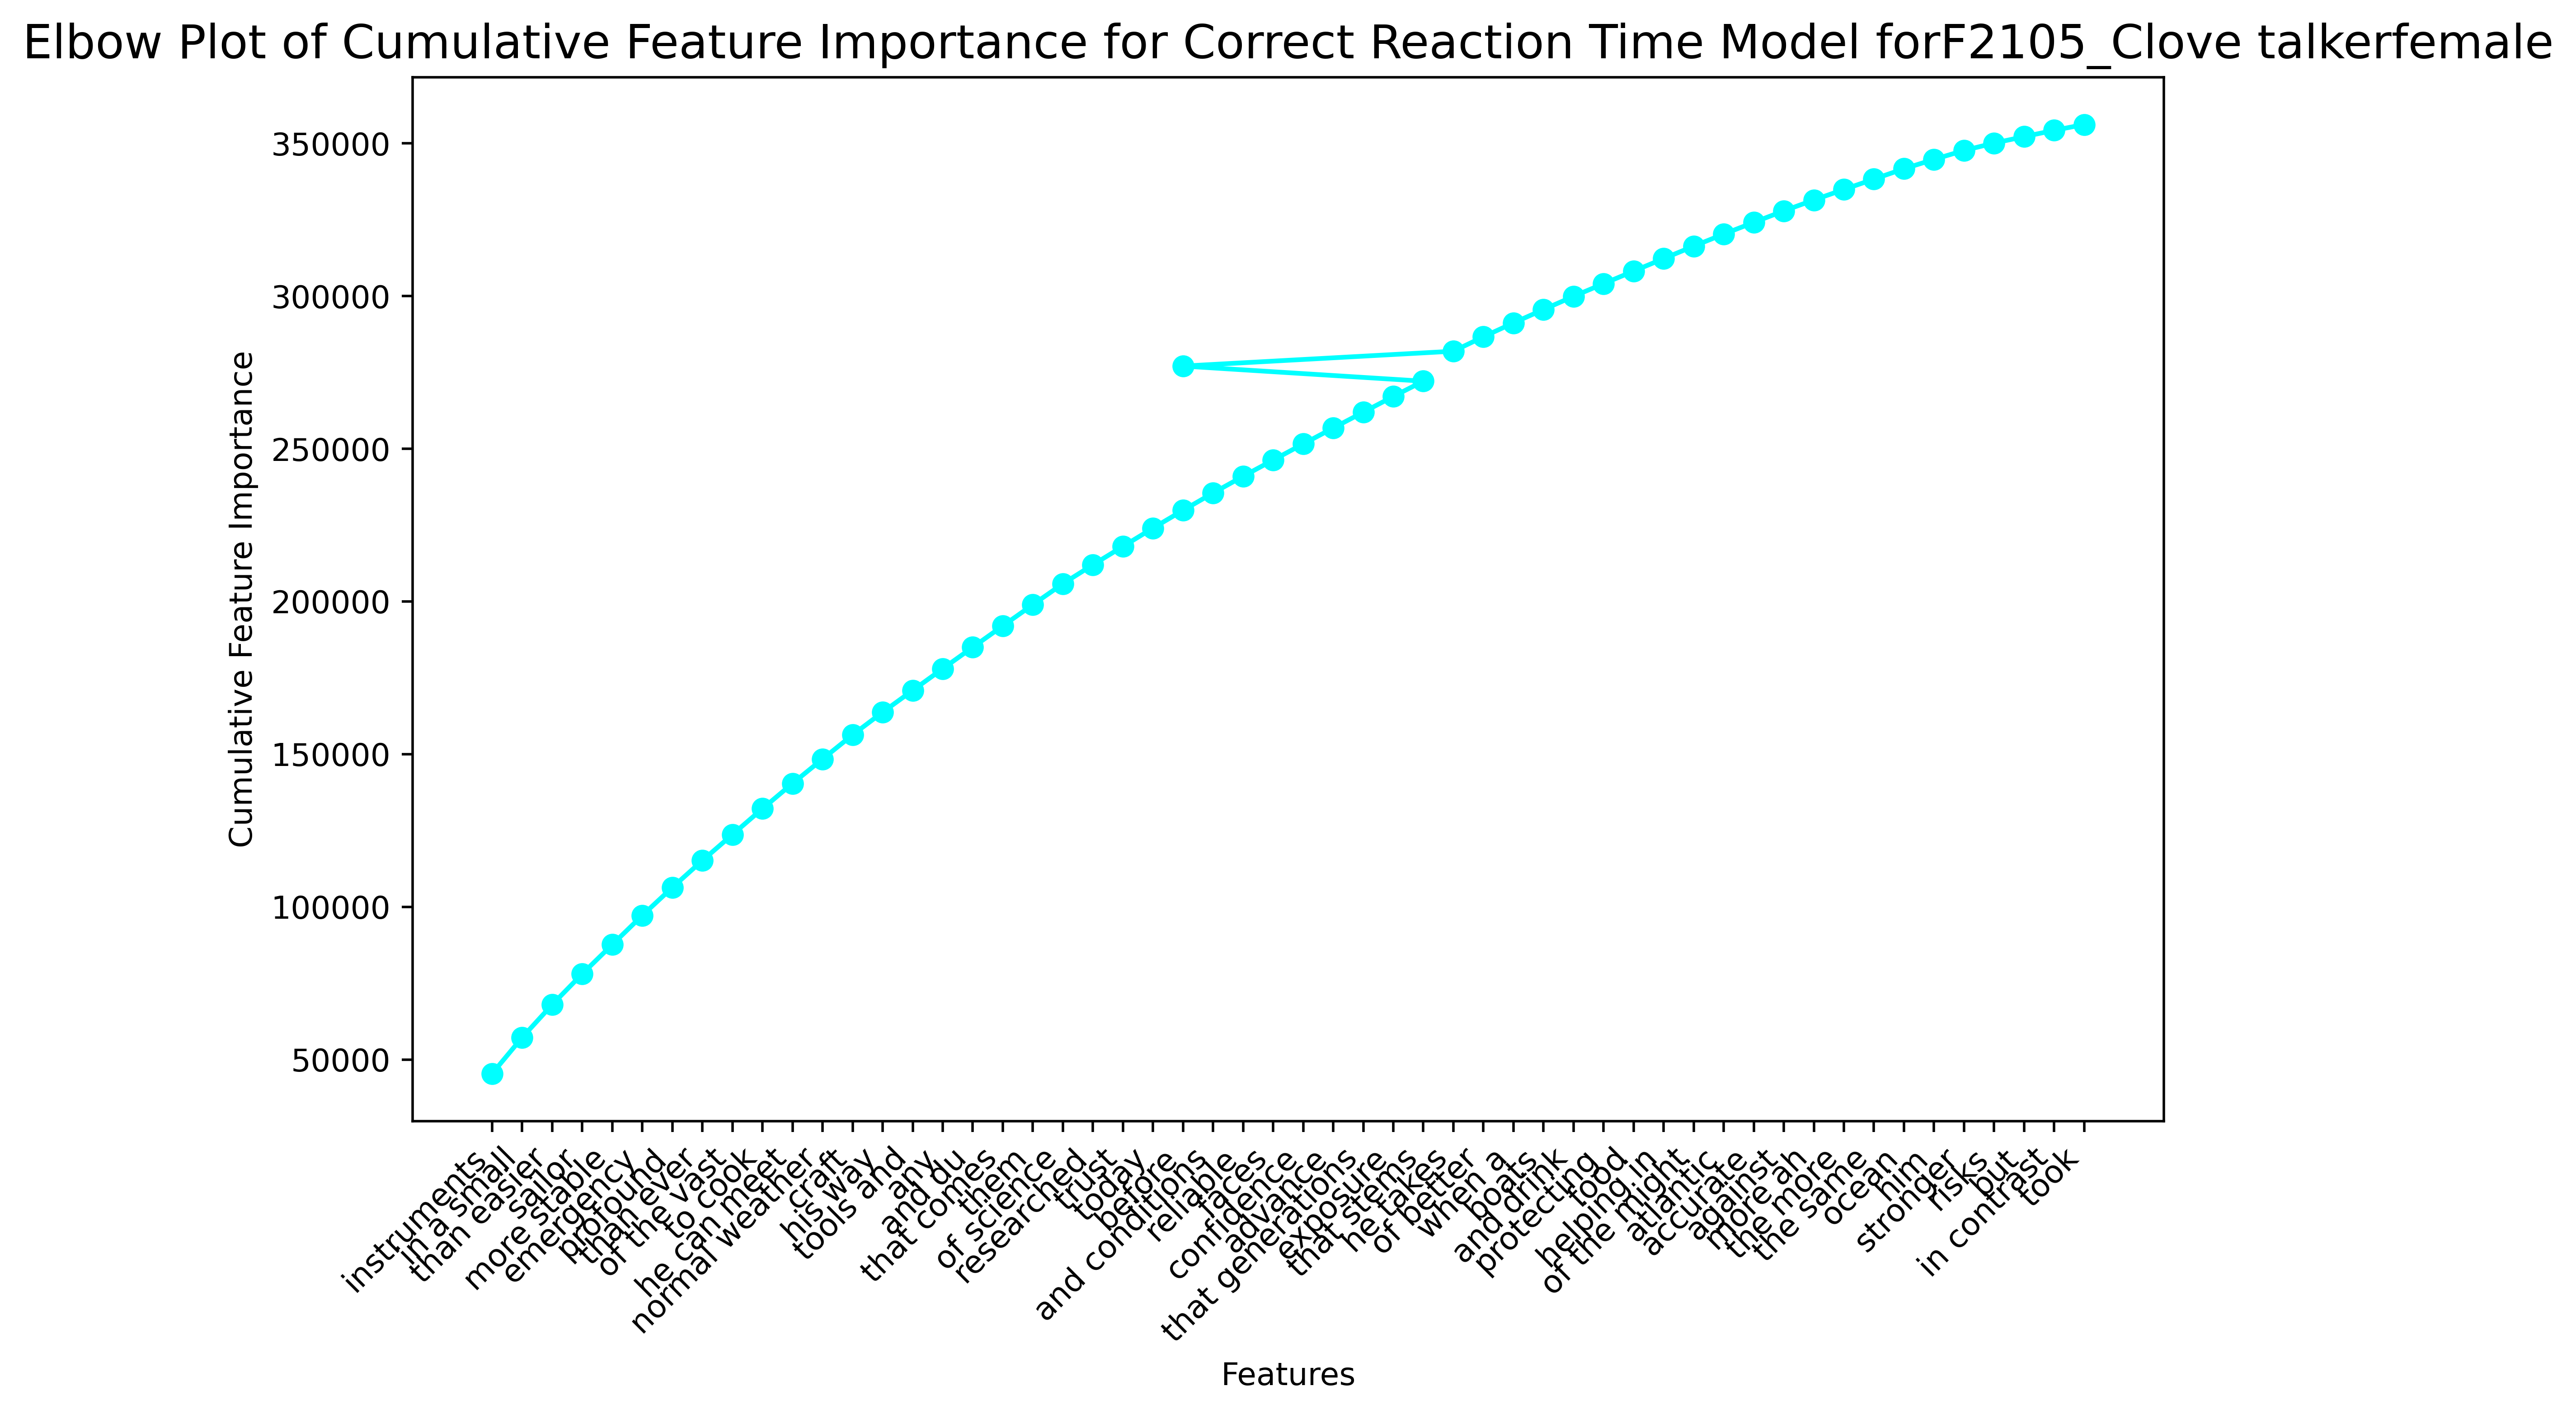 Elbow Plot of Cumulative Feature Importance for Correct Reaction Time Model forF2105_Clove talkerfemale
Cumulative Feature Importance
350000
300000
250000
200000
150000
100000
50000
instruments
in a small
than easier
sailor
more stable
emergency
profound
than ever
of the vast
to cook
he can meet
normal weather
craft
his way
tools and
any
and du
that comes
them
of science
researched
trust
today
before
and conditions
reliable
faces
confidence
advance
that generations
exposure
that stems
he takes
of better
when a
boats
and drink
protecting
food
helping in
of the might
atlantic
accurate
against
more ah
the more
the same
ocean
him
stronger
risks
but
in contrast
took
Features